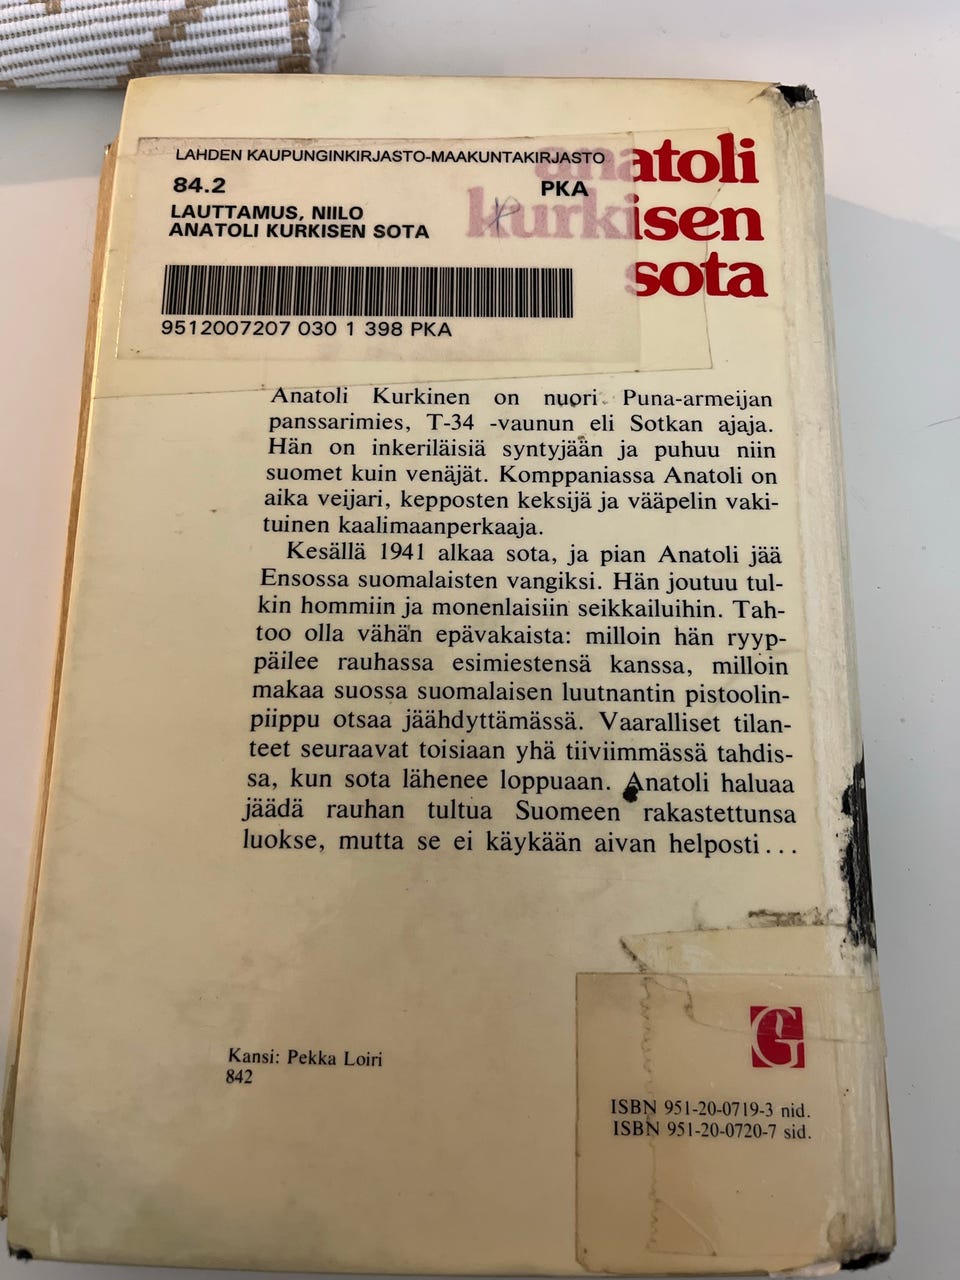 LAHDEN KAUPUNGINKIRJASTO-MAAKUNTAKIRJASTO
84.2 PKA
LAUTTAMUS, NIILO
ANATOLI KURKISEN SOTA
9512007207 030 1 398 PKA
anatoli
kurkisen
sota
Anatoli Kurkinen on nuori Puna-armeijan
panssarimies, T-34 -vaunun eli Sotkan ajaja.
Hän on inkeriläisiä syntyjään ja puhuu niin
suomet kuin venäjät. Komppaniassa Anatoli on
aika veijari, kepposten keksijä ja vääpelin vaki-
tuinen kaalimaanperkaaja.
Kesällä 1941 alkaa sota, ja pian Anatoli jää
Ensossa suomalaisten vangiksi. Hän joutuu tul-
kin hommiin ja monenlaisiin seikkailuihin. Tah-
too olla vähän epävakaista: milloin hän ryyp-
päilee rauhassa esimiestensä kanssa, milloin
makaa suossa suomalaisen luutnantin pistoolin-
piippu otsaa jäähdyttämässä. Vaaralliset tilan-
teet seuraavat toisiaan yhä tiiviimmässä tahdis-
sa, kun sota lähenee loppuaan. Anatoli haluaa
jäädä rauhan tultua Suomeen rakastettunsa
luokse, mutta se ei käykään aivan helposti...
Kansi: Pekka Loiri
842
G
ISBN 951-20-0719-3 nid.
ISBN 951-20-0720-7 sid.